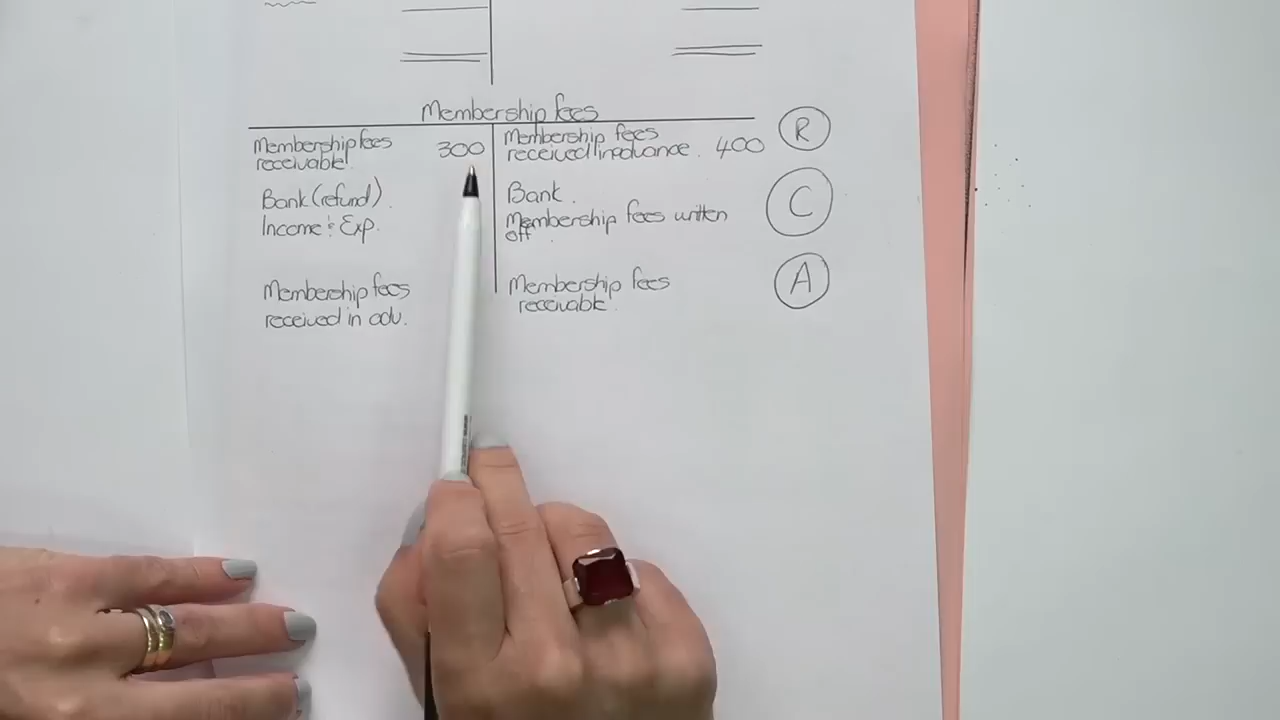 Membership fees
Membership fees
receivable
300
Membership fees
received in advance. 400
R
Bank (refund).
Income & Exp.
Bank.
Membership fees written
off.
C
Membership fees
received in adv.
Membership fees
receivable.
A